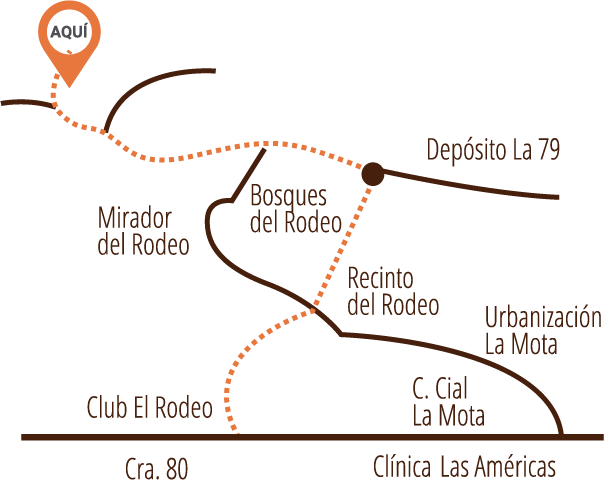 AQUÍ
Depósito La 79
Bosques
del Rodeo
Mirador
del Rodeo
Recinto
del Rodeo
Urbanización
La Mota
C. Cial
La Mota
Club El Rodeo
Cra. 80
Clínica Las Américas